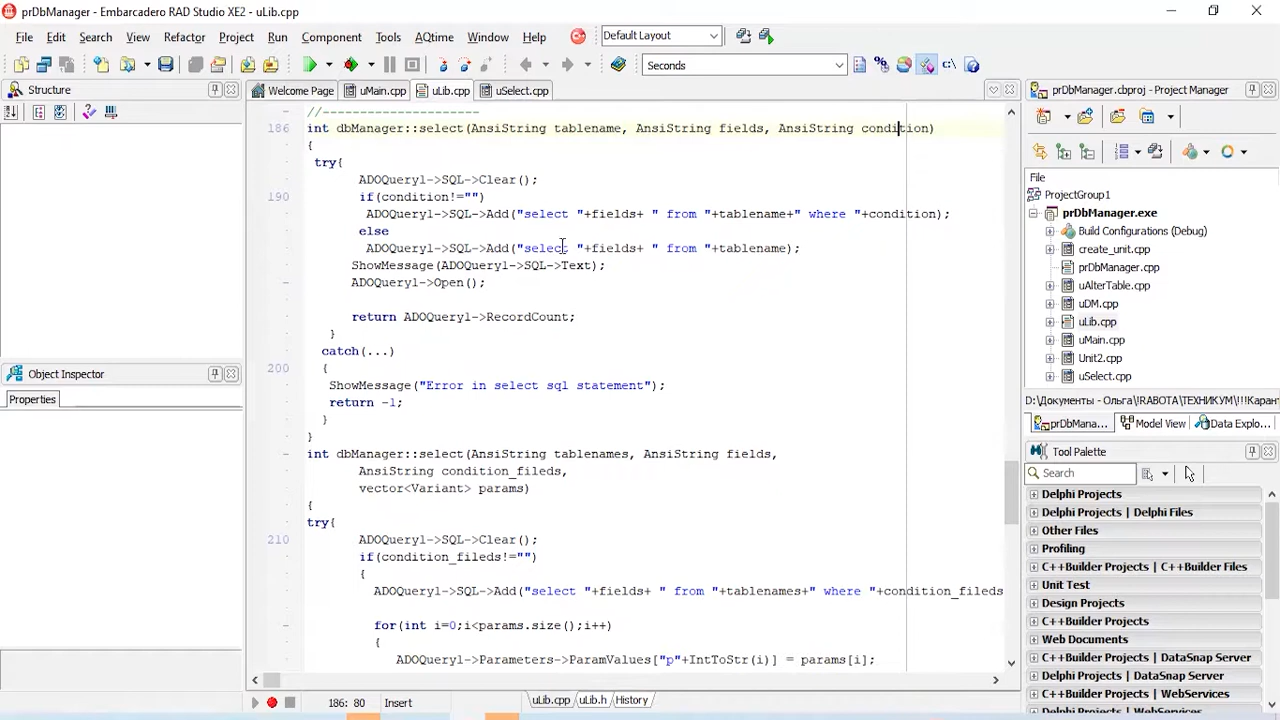 prDbManager - Embarcadero RAD Studio XE2 - uLib.cpp
File Edit Search View Refactor Project Run Component Tools AQtime Window Help Default Layout
Seconds
Structure
Welcome Page uMain.cpp uLib.cpp uSelect.cpp
//---------------------
186 int dbManager::select(AnsiString tablename, AnsiString fields, AnsiString condition)
{
try{
ADOQuery1->SQL->Clear();
190 if(condition!="")
ADOQuery1->SQL->Add("select "+fields+ " from "+tablename+" where "+condition);
else
ADOQuery1->SQL->Add("select "+fields+ " from "+tablename);
ShowMessage(ADOQuery1->SQL->Text);
ADOQuery1->Open();
return ADOQuery1->RecordCount;
}
catch(...)
200 {
ShowMessage("Error in select sql statement");
return -1;
}
}
int dbManager::select(AnsiString tablenames, AnsiString fields,
AnsiString condition_fileds,
vector<Variant> params)
{
try{
210 ADOQuery1->SQL->Clear();
if(condition_fileds!="")
{
ADOQuery1->SQL->Add("select "+fields+ " from "+tablenames+" where "+condition_fileds
for(int i=0;i<params.size();i++)
{
ADOQuery1->Parameters->ParamValues["p"+IntToStr(i)] = params[i];
186: 80 Insert uLib.cpp uLib.h History
Object Inspector
Properties
prDbManager.cbproj - Project Manager
File
ProjectGroup1
prDbManager.exe
Build Configurations (Debug)
create_unit.cpp
prDbManager.cpp
uAlterTable.cpp
uDM.cpp
uLib.cpp
uMain.cpp
Unit2.cpp
uSelect.cpp
D:\Документы - Ольга\!RABOTA\ТЕХНИКУМ\!!!Каран
prDbMana... Model View Data Explo...
Tool Palette
Search
Delphi Projects
Delphi Projects | Delphi Files
Other Files
Profiling
C++Builder Projects | C++Builder Files
Unit Test
Design Projects
C++Builder Projects
Web Documents
C++Builder Projects | DataSnap Server
Delphi Projects | DataSnap Server
C++Builder Projects | WebServices
Delphi Projects | WebServices